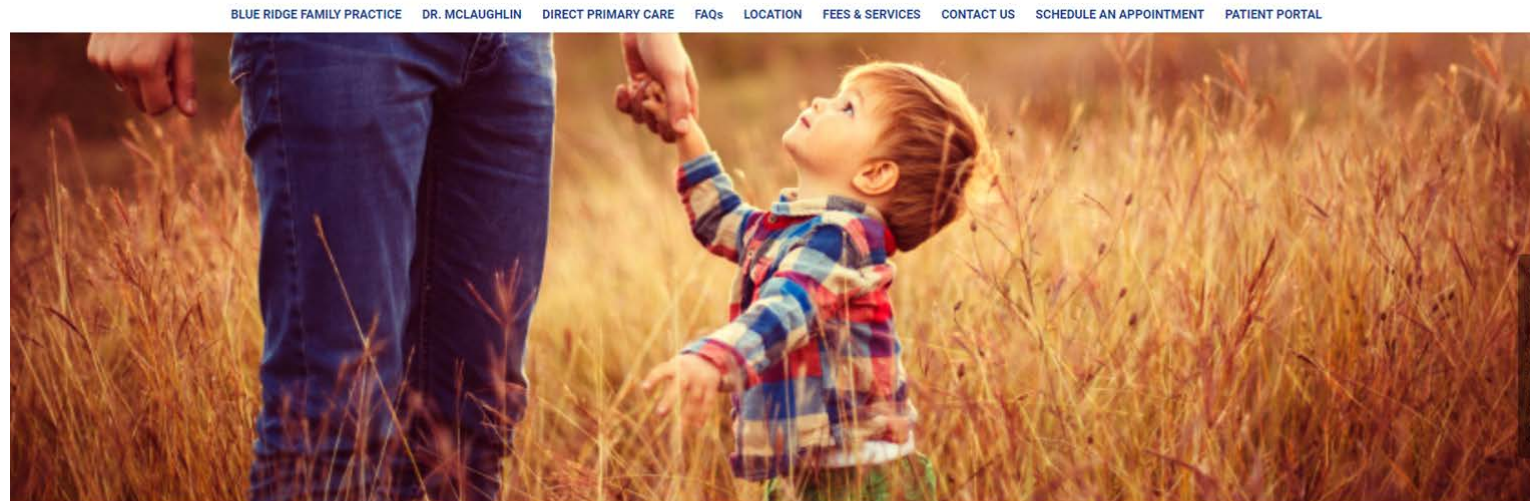 BLUE RIDGE FAMILY PRACTICE DR. MCLAUGHLIN DIRECT PRIMARY CARE FAQs LOCATION FEES & SERVICES CONTACT US SCHEDULE AN APPOINTMENT PATIENT PORTAL